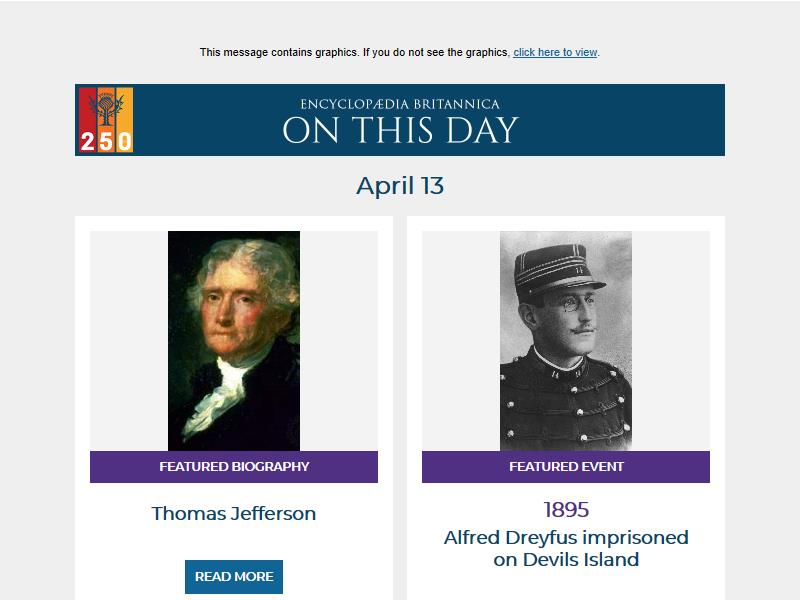 This message contains graphics. If you do not see the graphics, click here to view.
250
ENCYCLOPÆDIA BRITANNICA
ON THIS DAY
April 13
FEATURED BIOGRAPHY
Thomas Jefferson
READ MORE
FEATURED EVENT
1895
Alfred Dreyfus imprisoned
on Devils Island